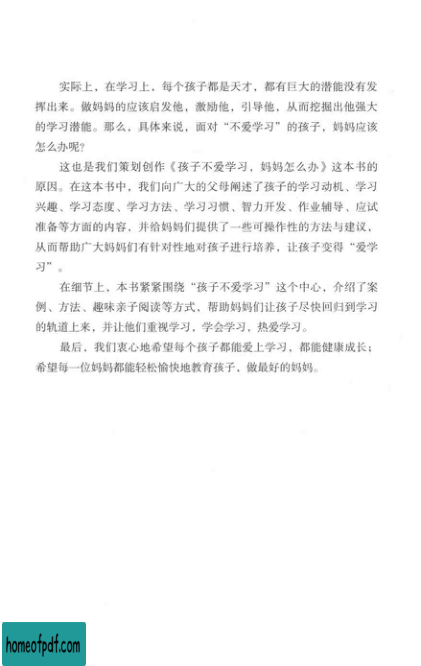 实际上，在学习上，每个孩子都是天才，都有巨大的潜能没有发
挥出来。做妈妈的应该启发他，激励他，引导他，从而挖掘出他强大
的学习潜能。那么，具体来说，面对“不爱学习”的孩子，妈妈应该
怎么办呢?
这也是我们策划创作《孩子不爱学习，妈妈怎么办》这本书的
原因。在这本书中，我们向广大的父母阐述了孩子的学习动机、学习
兴趣、学习态度、学习方法、学习习惯、智力开发、作业辅导、应试
准备等方面的内容，并给妈妈们提供了一些可操作性的方法与建议，
从而帮助广大妈妈们有针对性地对孩子进行培养，让孩子变得“爱学
习”。
在细节上，本书紧紧围绕“孩子不爱学习”这个中心，介绍了案
例、方法、趣味亲子阅读等方式，帮助妈妈们让孩子尽快回归到学习
的轨道上来，并让他们重视学习，学会学习，热爱学习。
最后，我们衷心地希望每个孩子都能爱上学习，都能健康成长；
希望每一位妈妈都能轻松愉快地教育孩子，做最好的妈妈。
homeofpdf.com